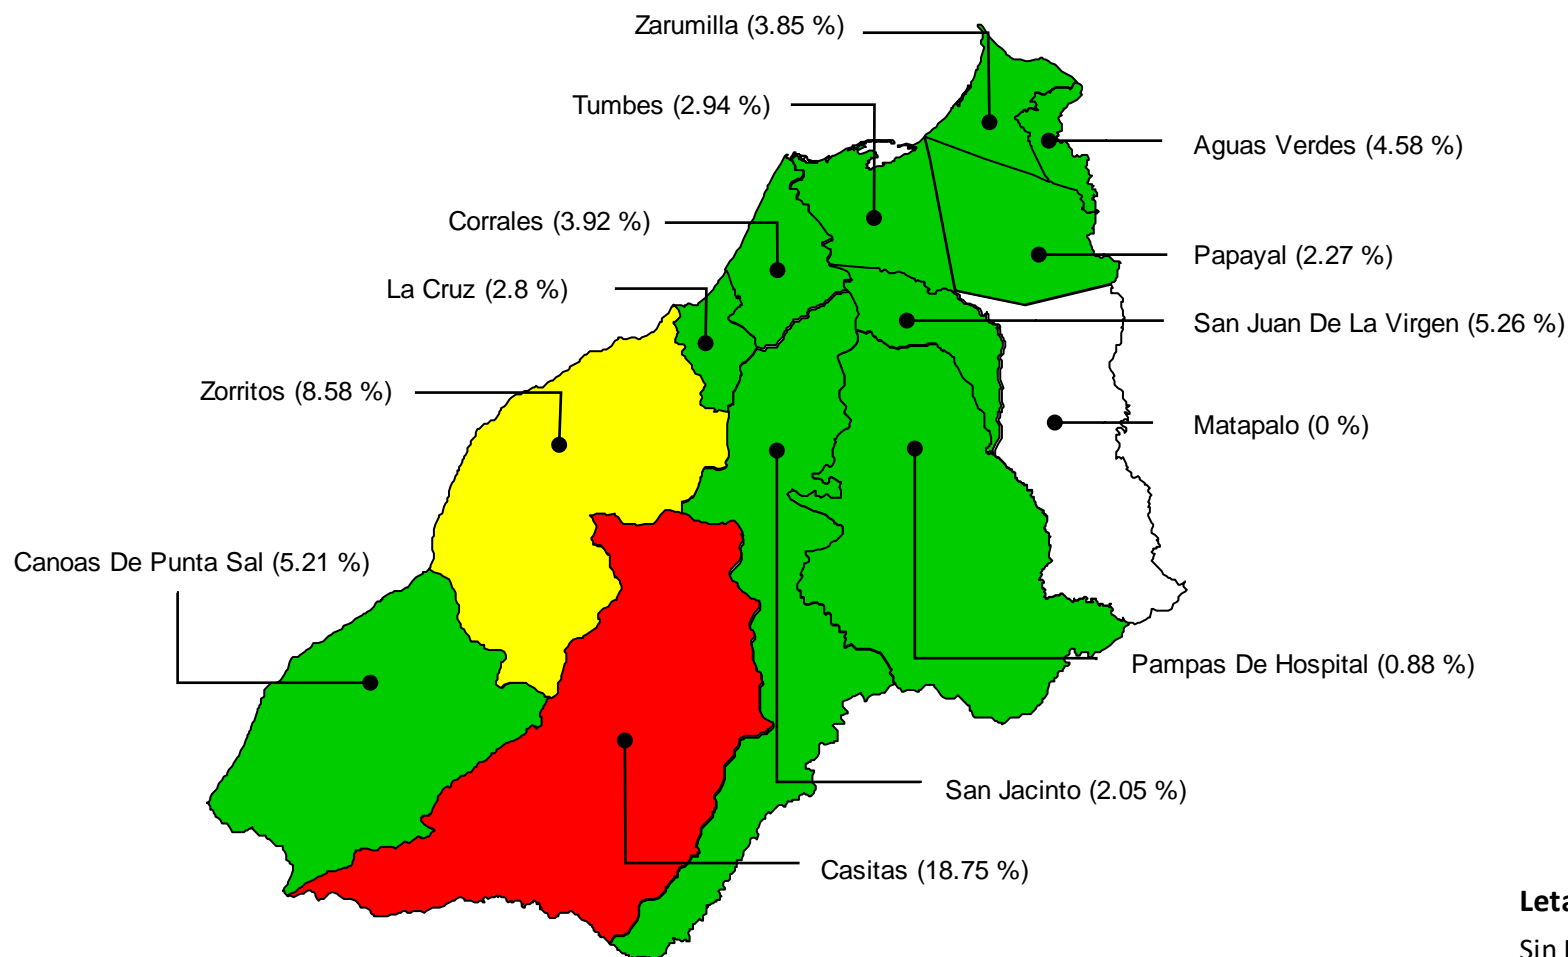 Zarumilla (3.85 %)
Tumbes (2.94 %)
Aguas Verdes (4.58 %)
Corrales (3.92 %)
Papayal (2.27 %)
La Cruz (2.8 %)
San Juan De La Virgen (5.26 %)
Zorritos (8.58 %)
Matapalo (0 %)
Canoas De Punta Sal (5.21 %)
Pampas De Hospital (0.88 %)
San Jacinto (2.05 %)
Casitas (18.75 %)
Sin